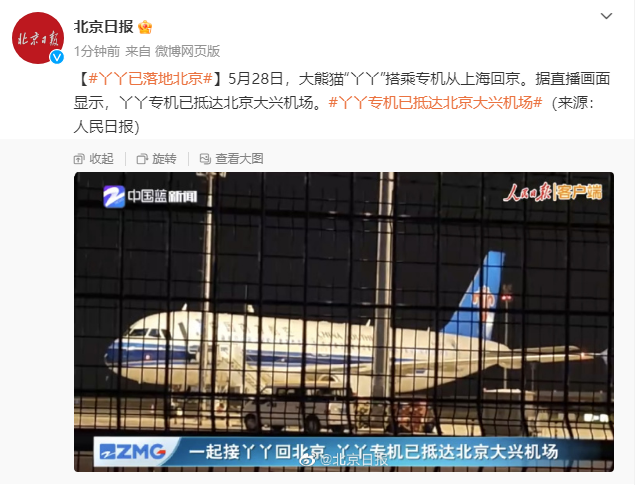 北京日报
1分钟前 来自 微博网页版
【#丫丫已落地北京#】5月28日，大熊猫“丫丫”搭乘专机从上海回京。据直播画面
显示，丫丫专机已抵达北京大兴机场。#丫丫专机已抵达北京大兴机场#（来源：
人民日报）
收起 旋转 查看大图
中国蓝新闻
人民日报 客户端
ZMG 一起接丫丫回北京 丫丫专机已抵达北京大兴机场
@北京日报